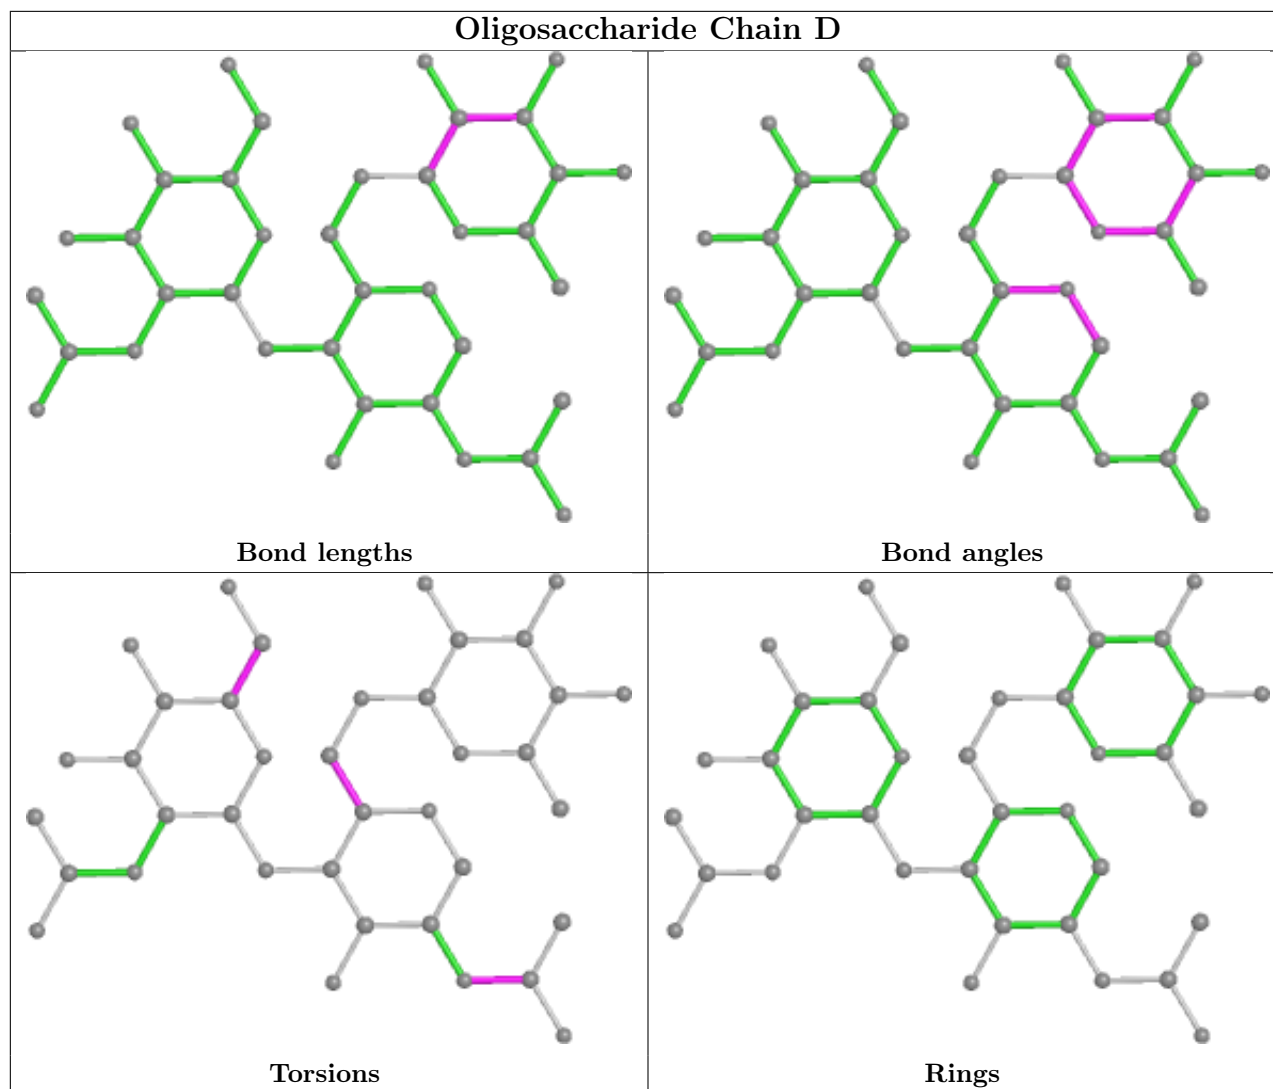 Oligosaccharide Chain D
Bond lengths
Bond angles
Torsions
Rings